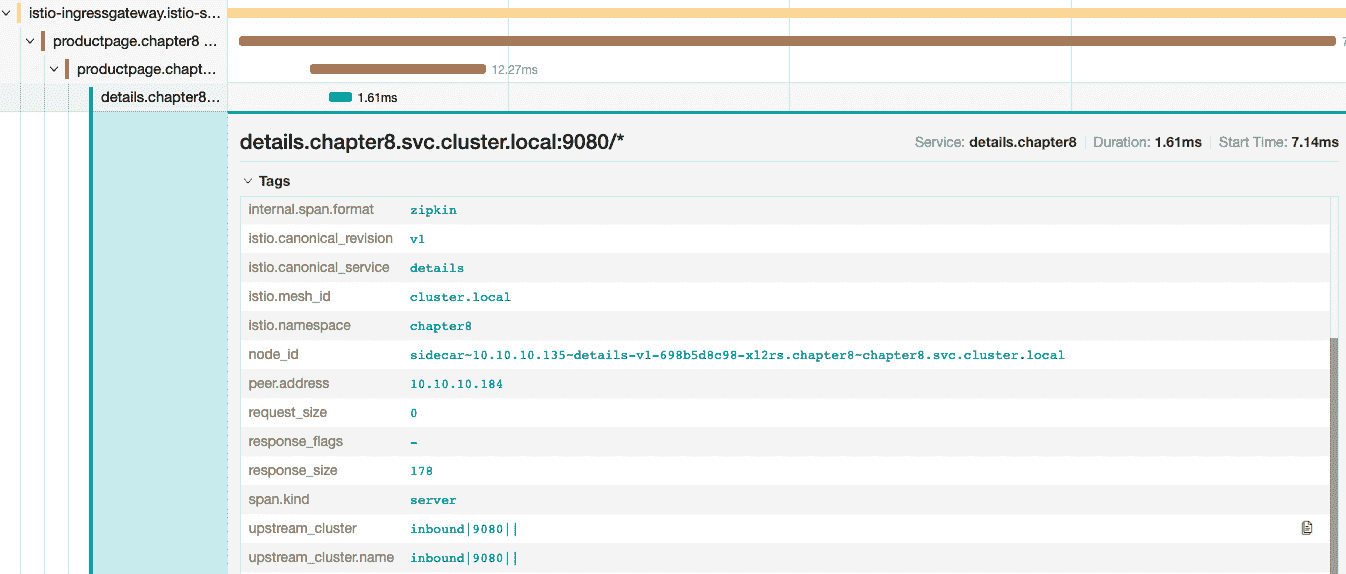 istio-ingressgateway.istio-s...
productpage.chapter8 ...
productpage.chapt... 12.27ms
details.chapter8... 1.61ms
details.chapter8.svc.cluster.local:9080/* Service: details.chapter8 Duration: 1.61ms Start Time: 7.14ms
Tags
internal.span.format zipkin
istio.canonical_revision v1
istio.canonical_service details
istio.mesh_id cluster.local
istio.namespace chapter8
node_id sidecar~10.10.10.135~details-v1-698b5d8c98-xl2rs.chapter8~chapter8.svc.cluster.local
peer.address 10.10.10.184
request_size 0
response_flags -
response_size 178
span.kind server
upstream_cluster inbound|9080||
upstream_cluster.name inbound|9080||